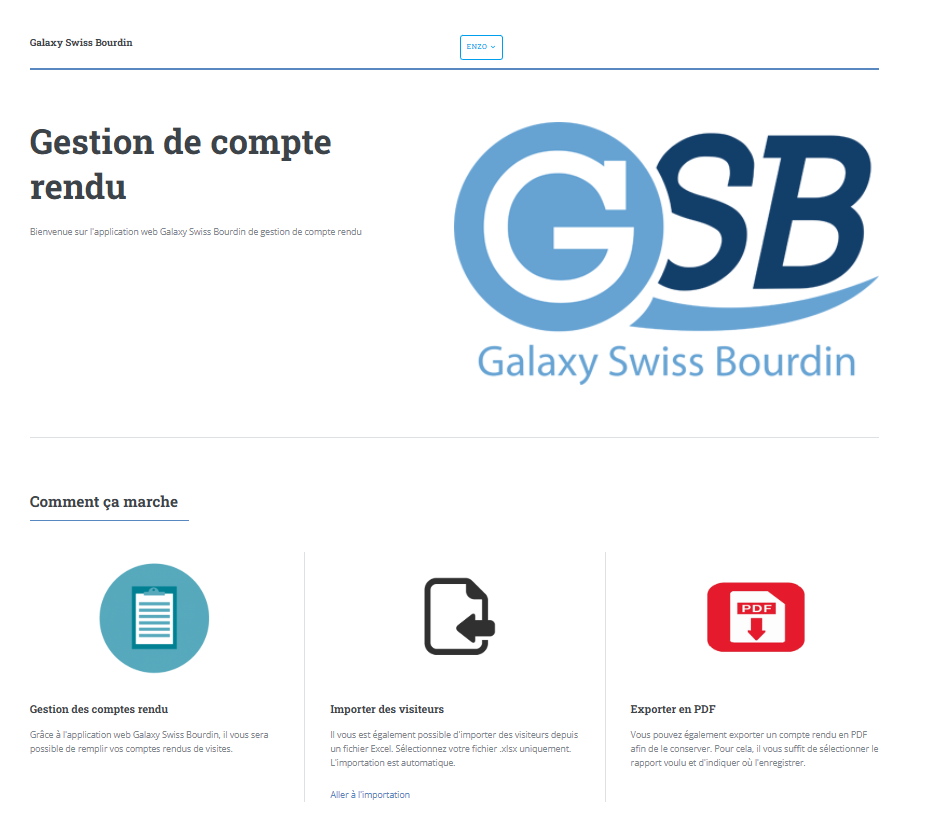 Galaxy Swiss Bourdin
ENZO
Gestion de compte
rendu
Bienvenue sur l'application web Galaxy Swiss Bourdin de gestion de compte rendu
GSB
Galaxy Swiss Bourdin
Comment ça marche
PDF
Gestion des comptes rendu
Grâce à l'application web Galaxy Swiss Bourdin, il vous sera
possible de remplir vos comptes rendus de visites.
Importer des visiteurs
Il vous est également possible d'importer des visiteurs depuis
un fichier Excel. Sélectionnez votre fichier .xlsx uniquement.
L'importation est automatique.
Aller à l'importation
Exporter en PDF
Vous pouvez également exporter un compte rendu en PDF
afin de le conserver. Pour cela, il vous suffit de sélectionner le
rapport voulu et d'indiquer où l'enregistrer.